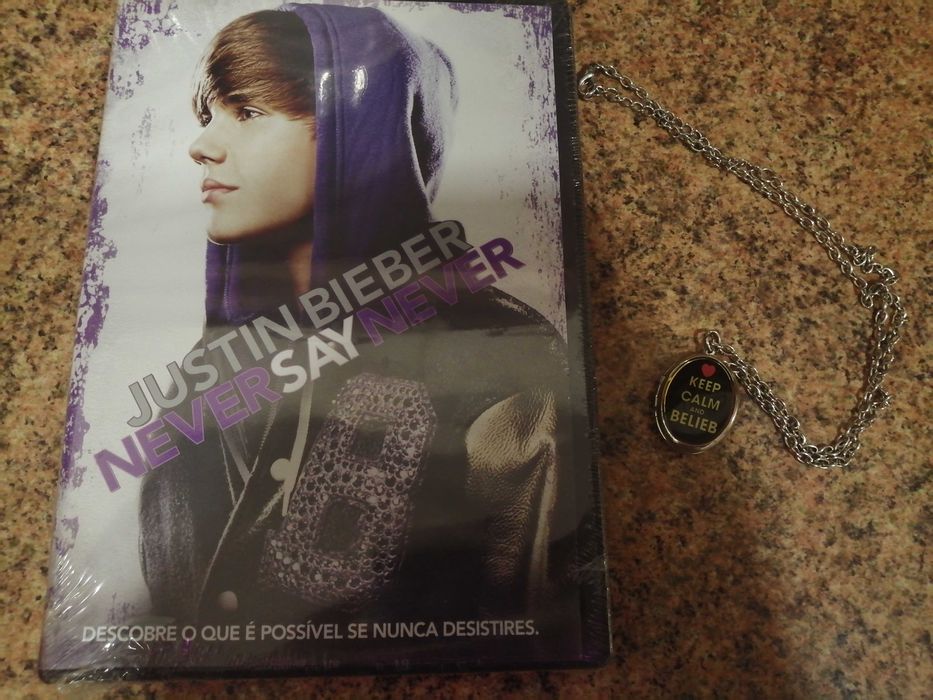 JUSTIN BIEBER
NEVER SAY NEVER
DESCOBRE O QUE É POSSÍVEL SE NUNCA DESISTIRES.
KEEP
CALM
AND
BELIEB